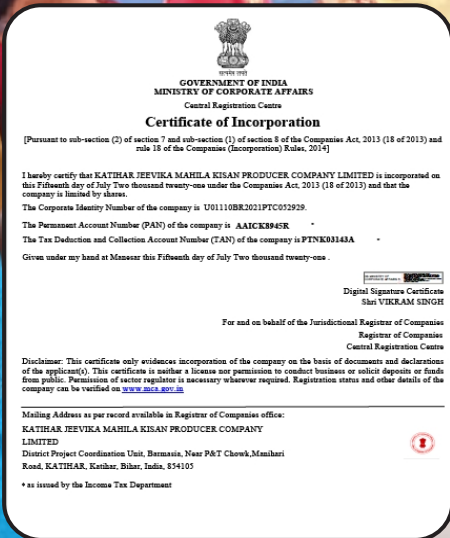 सत्यमेव जयते
GOVERNMENT OF INDIA
MINISTRY OF CORPORATE AFFAIRS
Central Registration Centre
Certificate of Incorporation
[Pursuant to sub-section (2) of section 7 and sub-section (1) of section 8 of the Companies Act, 2013 (18 of 2013) and
rule 18 of the Companies (Incorporation) Rules, 2014]
I hereby certify that KATIHAR JEEVIKA MAHILA KISAN PRODUCER COMPANY LIMITED is incorporated on
this Fifteenth day of July Two thousand twenty-one under the Companies Act, 2013 (18 of 2013) and that the
company is limited by shares.
The Corporate Identity Number of the company is U01110BR2021PTC052929.
The Permanent Account Number (PAN) of the company is AAICK8945R *
The Tax Deduction and Collection Account Number (TAN) of the company is PTNK03143A *
Given under my hand at Manesar this Fifteenth day of July Two thousand twenty-one .
Digital Signature Certificate
Shri VIKRAM SINGH
For and on behalf of the Jurisdictional Registrar of Companies
Registrar of Companies
Central Registration Centre
Disclaimer: This certificate only evidences incorporation of the company on the basis of documents and declarations
of the applicant(s). This certificate is neither a license nor permission to conduct business or solicit deposits or funds
from public. Permission of sector regulator is necessary wherever required. Registration status and other details of the
company can be verified on www.mca.gov.in
Mailing Address as per record available in Registrar of Companies office:
KATIHAR JEEVIKA MAHILA KISAN PRODUCER COMPANY
LIMITED
District Project Coordination Unit, Barmasia, Near P&T Chowk,Manihari
Road, KATIHAR, Katihar, Bihar, India, 854105
* as issued by the Income Tax Department